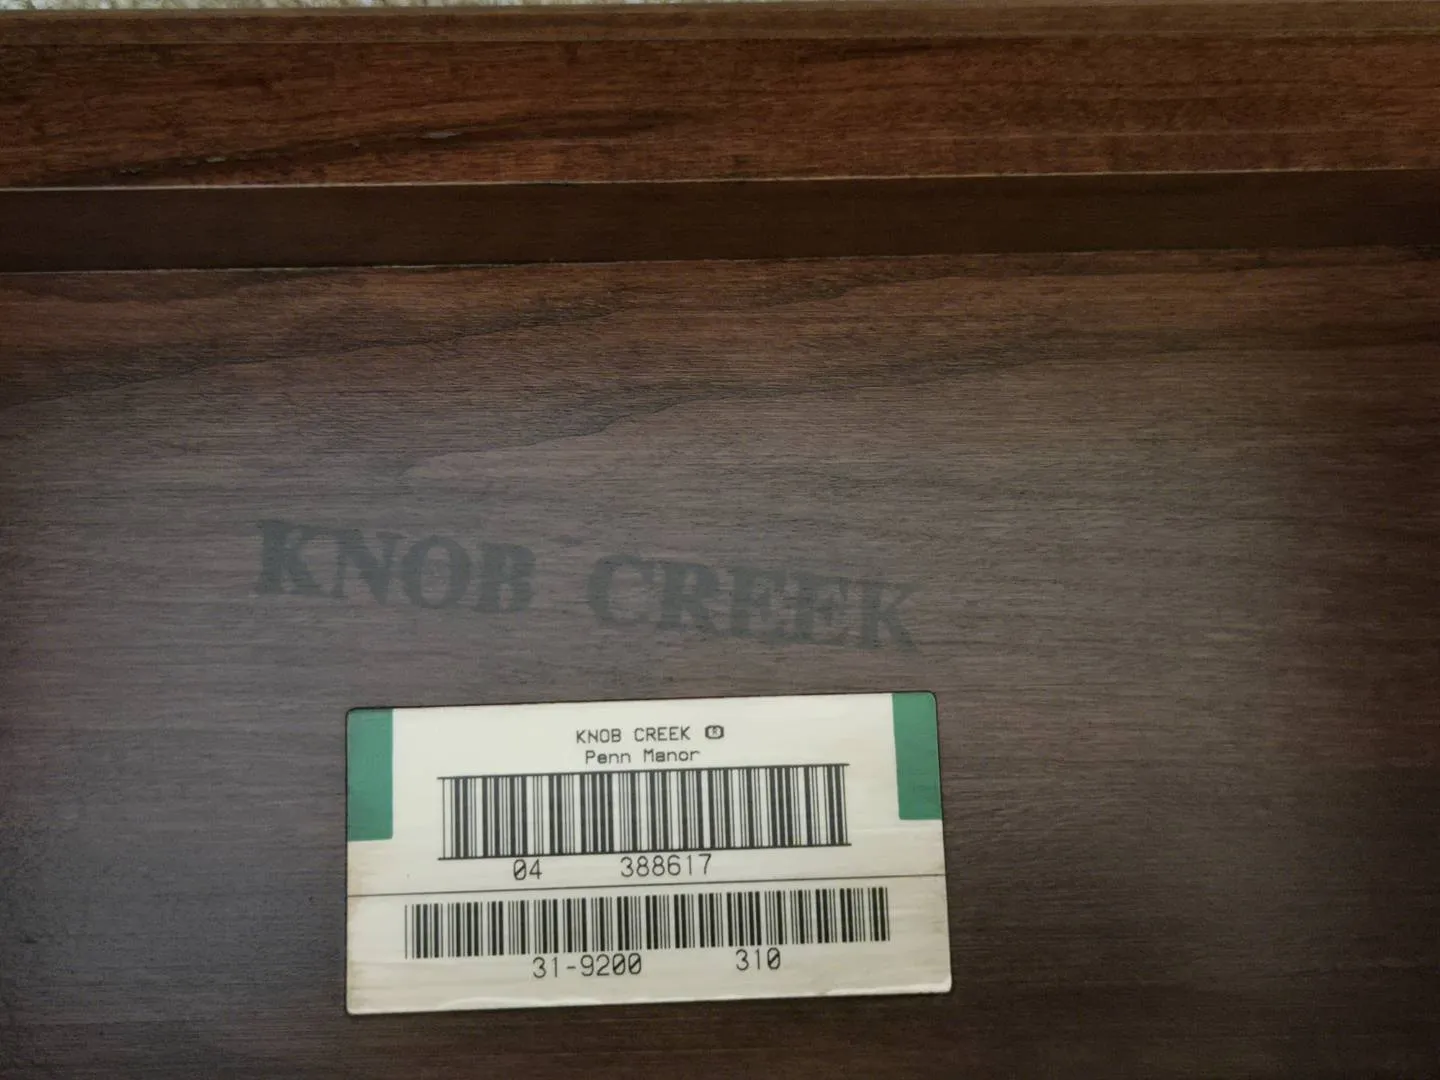 KNOB CREEK
KNOB CREEK ®
Penn Manor
04 388617
31-9200 310